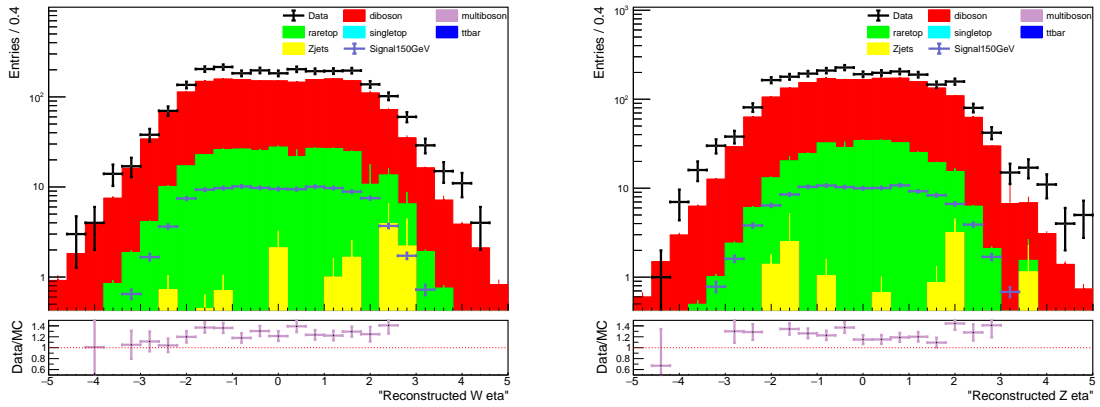 Entries / 0.4
Data diboson multiboson
raretop singletop ttbar
Zjets Signal150GeV
10²
10
1
Data/MC
1.4
1.2
1.0
0.8
0.6
−5 −4 −3 −2 −1 0 1 2 3 4 5
"Reconstructed W eta"
Entries / 0.4
Data diboson multiboson
raretop singletop ttbar
Zjets Signal150GeV
10³
10²
10
1
Data/MC
1.4
1.2
1.0
0.8
0.6
−5 −4 −3 −2 −1 0 1 2 3 4 5
"Reconstructed Z eta"